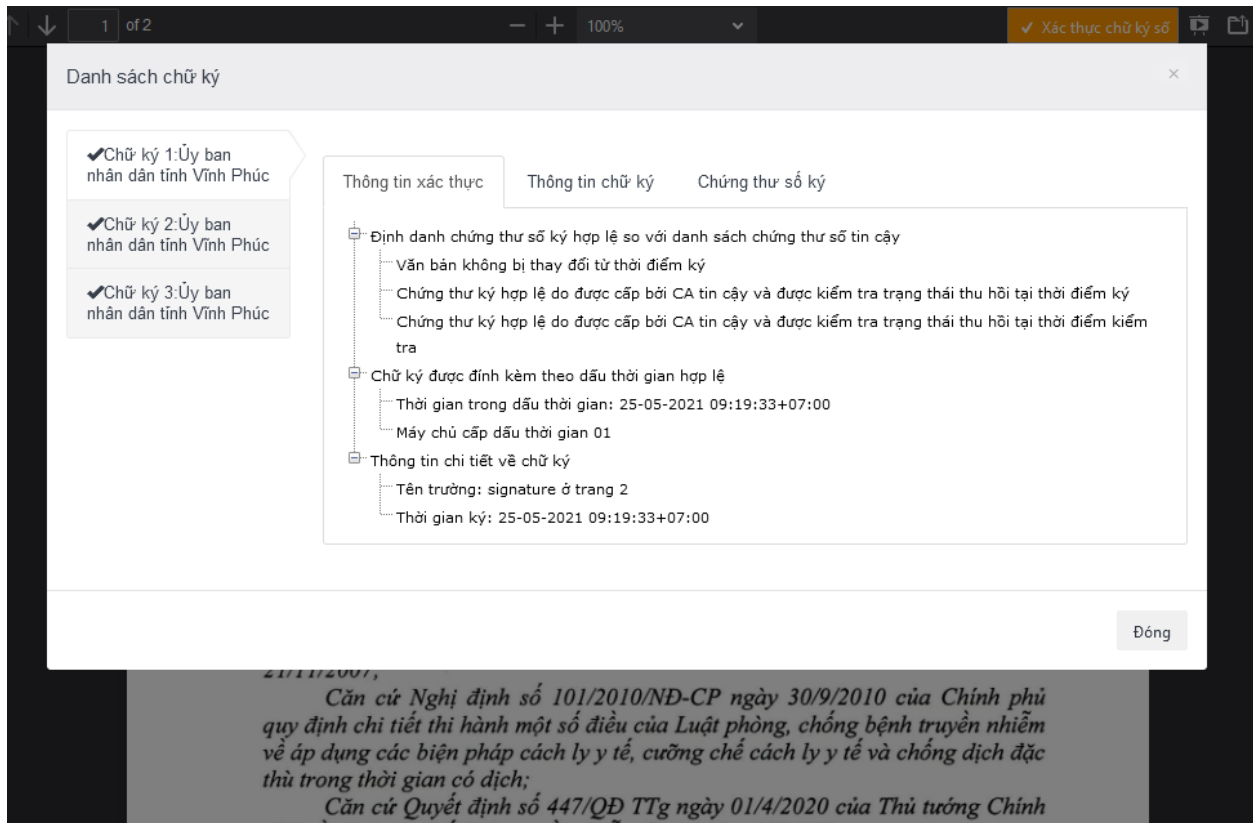 1 of 2
100%
Xác thực chữ ký số
Danh sách chữ ký
×
Chữ ký 1:Ủy ban
nhân dân tỉnh Vĩnh Phúc
Chữ ký 2:Ủy ban
nhân dân tỉnh Vĩnh Phúc
Chữ ký 3:Ủy ban
nhân dân tỉnh Vĩnh Phúc
Thông tin xác thực Thông tin chữ ký Chứng thư số ký
Định danh chứng thư số ký hợp lệ so với danh sách chứng thư số tin cậy
Văn bản không bị thay đổi từ thời điểm ký
Chứng thư ký hợp lệ do được cấp bới CA tin cậy và được kiểm tra trạng thái thu hồi tại thời điểm ký
Chứng thư ký hợp lệ do được cấp bới CA tin cậy và được kiểm tra trạng thái thu hồi tại thời điểm kiểm
tra
Chữ ký được đính kèm theo dấu thời gian hợp lệ
Thời gian trong dấu thời gian: 25-05-2021 09:19:33+07:00
Máy chủ cấp dấu thời gian 01
Thông tin chi tiết về chữ ký
Tên trường: signature ở trang 2
Thời gian ký: 25-05-2021 09:19:33+07:00
Đóng
21/11/2007;
Căn cứ Nghị định số 101/2010/NĐ-CP ngày 30/9/2010 của Chính phủ
quy định chi tiết thi hành một số điều của Luật phòng, chống bệnh truyền nhiễm
về áp dụng các biện pháp cách ly y tế, cưỡng chế cách ly y tế và chống dịch đặc
thù trong thời gian có dịch;
Căn cứ Quyết định số 447/QĐ TTg ngày 01/4/2020 của Thủ tướng Chính